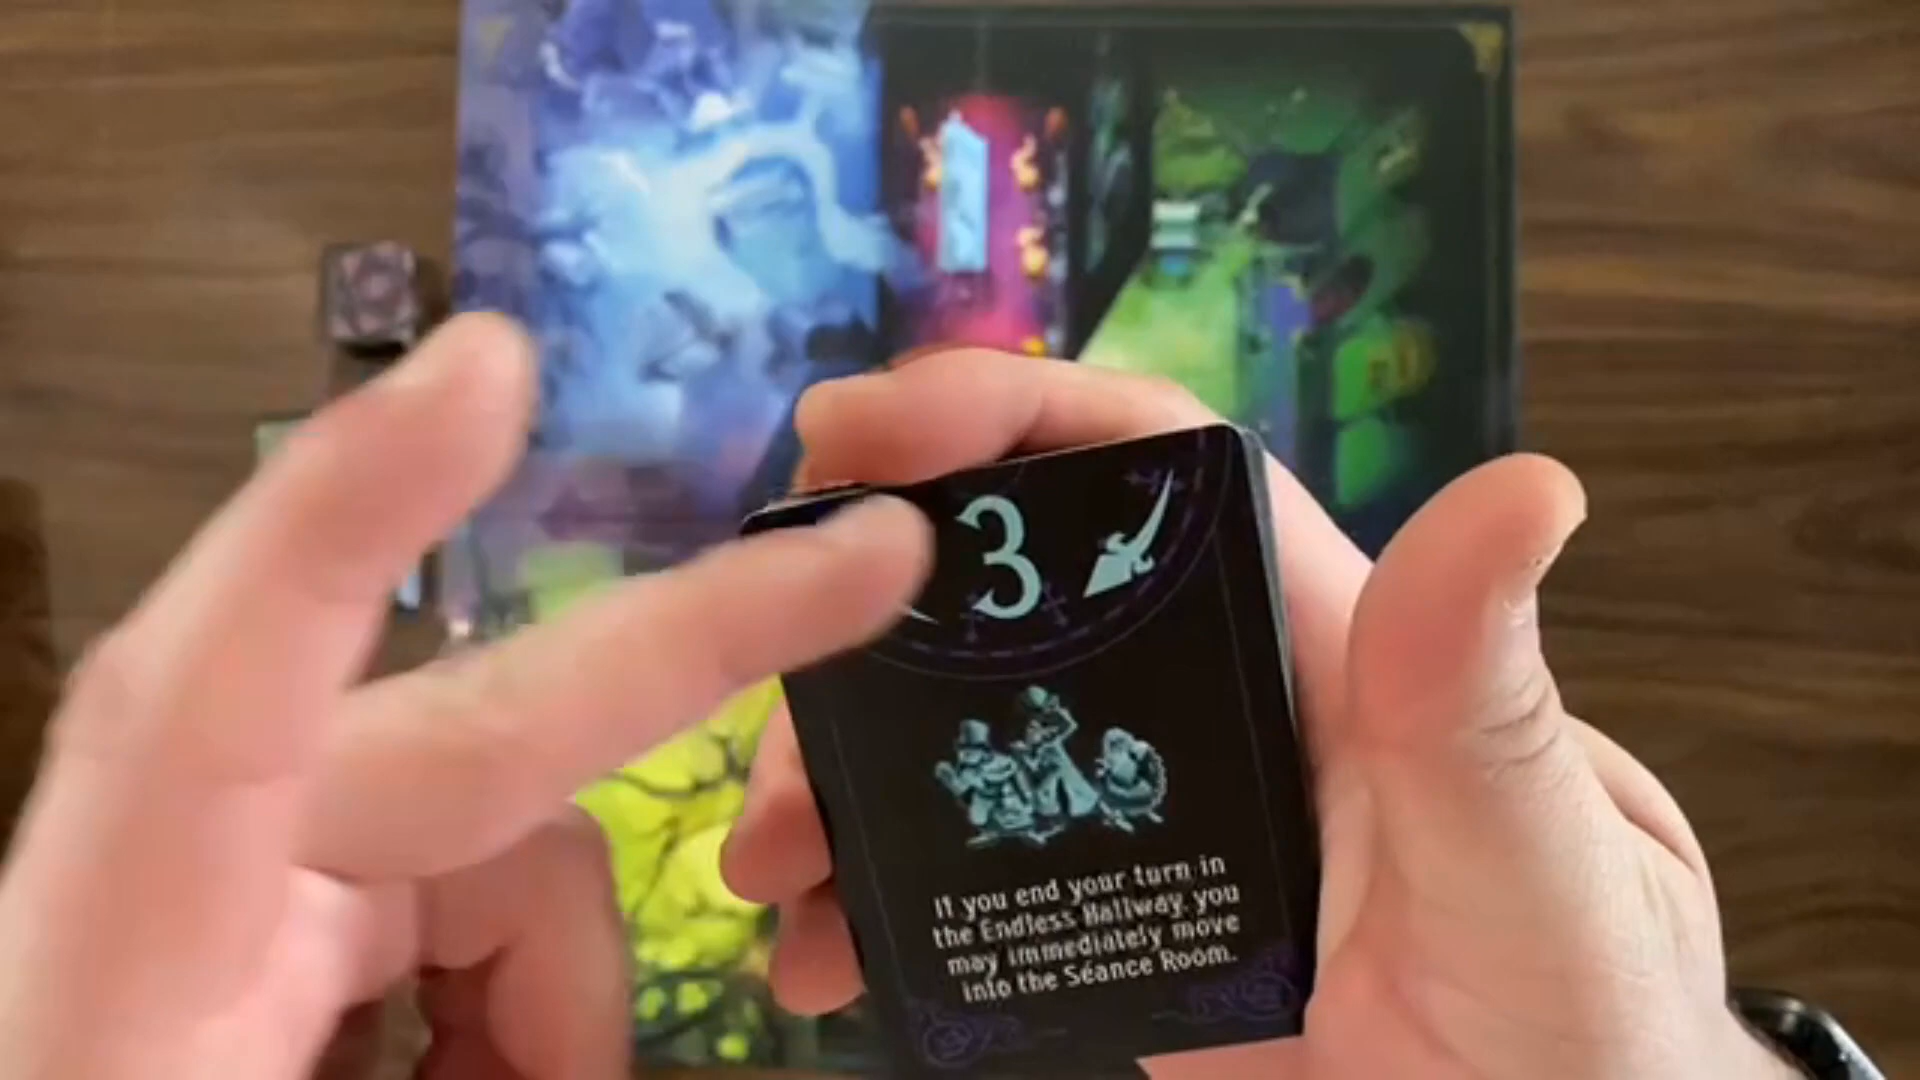 3
If you end your turn in
the Endless Hallway, you
may immediately move
into the Séance Room.